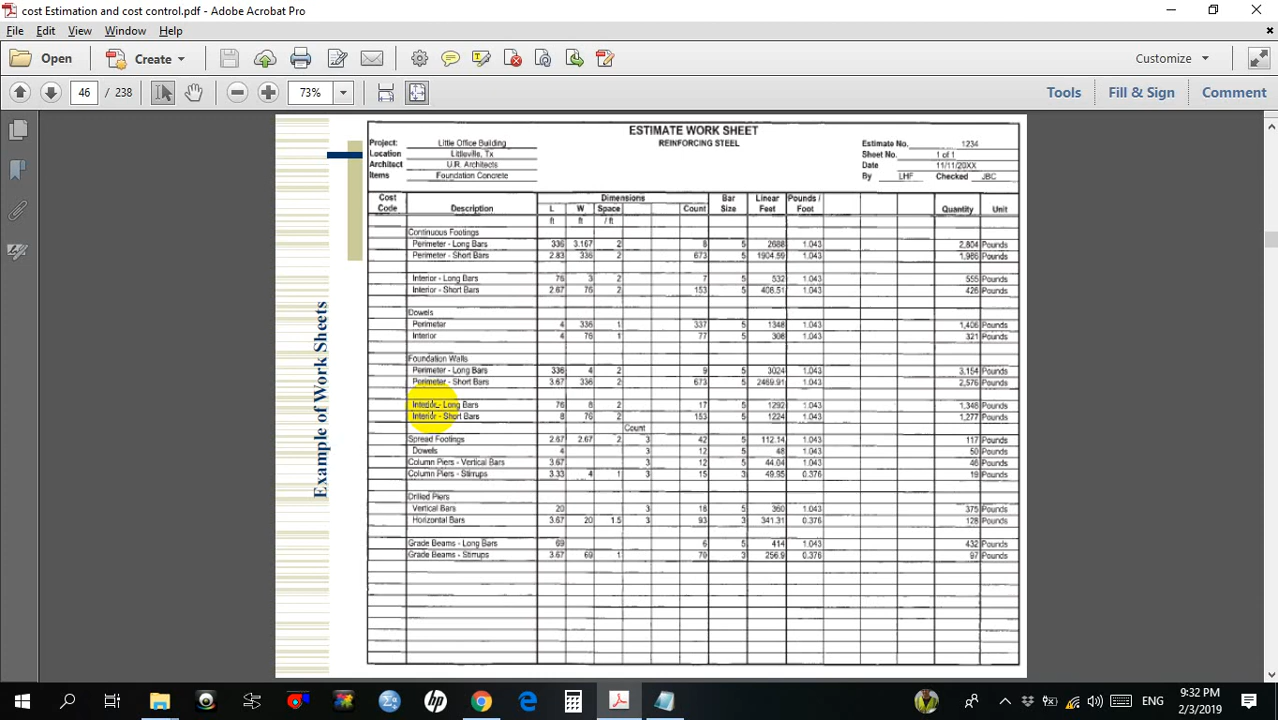 cost Estimation and cost control.pdf - Adobe Acrobat Pro
File Edit View Window Help
Open Create Customize
46 / 238 73% Tools Fill & Sign Comment
ESTIMATE WORK SHEET
REINFORCING STEEL
Project: Little Office Building Estimate No. 1234
Location Littleville, Tx Sheet No. 1 of 1
Architect U.R. Architects Date 11/11/20XX
Items Foundation Concrete By LHF Checked JBC
Cost Code Description Dimensions L W Space Count Bar Size Linear Feet Pounds / Foot Quantity Unit
ft ft / ft
Continuous Footings
Perimeter - Long Bars 336 3.167 2 8 5 2688 1.043 2,804 Pounds
Perimeter - Short Bars 2.83 336 2 673 5 1904.59 1.043 1,986 Pounds
Interior - Long Bars 76 3 2 7 5 532 1.043 555 Pounds
Interior - Short Bars 2.67 76 2 153 5 408.51 1.043 426 Pounds
Dowels
Perimeter 4 336 1 337 5 1348 1.043 1,406 Pounds
Interior 4 76 1 77 5 308 1.043 321 Pounds
Foundation Walls
Perimeter - Long Bars 336 4 2 9 5 3024 1.043 3,154 Pounds
Perimeter - Short Bars 3.67 336 2 673 5 2469.91 1.043 2,576 Pounds
Interior - Long Bars 76 8 2 17 5 1292 1.043 1,348 Pounds
Interior - Short Bars 8 76 2 153 5 1224 1.043 1,277 Pounds
Count
Spread Footings 2.67 2.67 2 3 42 5 112.14 1.043 117 Pounds
Dowels 4 3 12 5 48 1.043 50 Pounds
Column Piers - Vertical Bars 3.67 3 12 5 44.04 1.043 46 Pounds
Column Piers - Stirrups 3.33 4 1 3 15 3 49.95 0.376 19 Pounds
Drilled Piers
Vertical Bars 20 3 18 5 360 1.043 375 Pounds
Horizontal Bars 3.67 20 1.5 3 93 3 341.31 0.376 128 Pounds
Grade Beams - Long Bars 69 6 5 414 1.043 432 Pounds
Grade Beams - Stirrups 3.67 69 1 70 3 256.9 0.376 97 Pounds
Example of Work Sheets
ENG 9:32 PM
2/3/2019